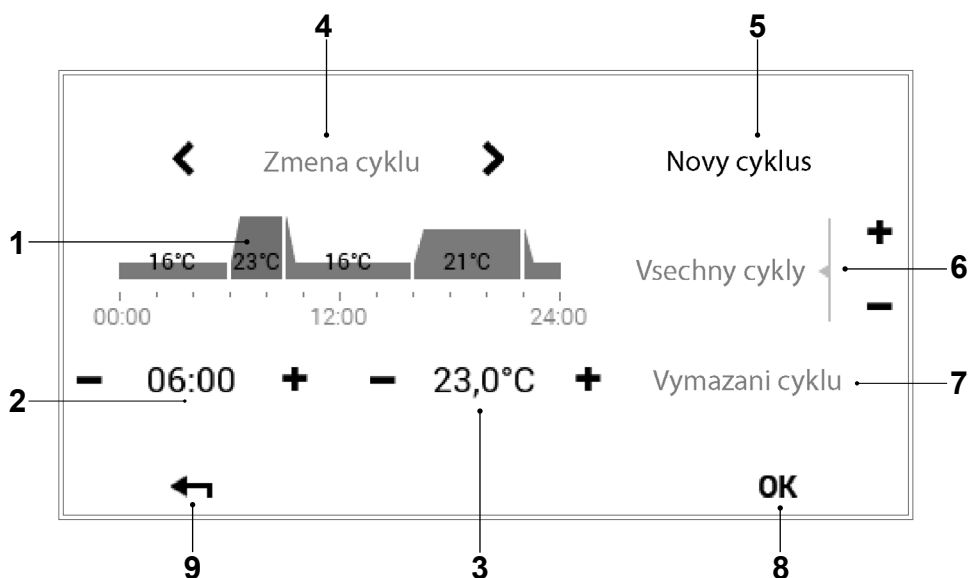 4 5
Zmena cyklu Novy cyklus
1
16°C 23°C 16°C 21°C
Vsechny cykly + 6
00:00 12:00 24:00 −
− 06:00 + − 23,0°C + Vymazani cyklu 7
2
OK
9 3 8